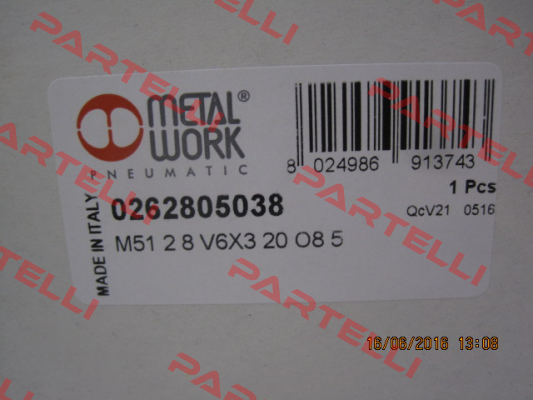 METAL®
WORK
PNEUMATIC
8 024986 913743
1 Pcs
0262805038
QcV21 0516
M51 2 8 V6X3 20 O8 5
MADE IN ITALY
16/06/2016 13:08
PARTELLI
PARTELLI
PARTELLI
PARTELLI
PARTELLI
PARTELLI